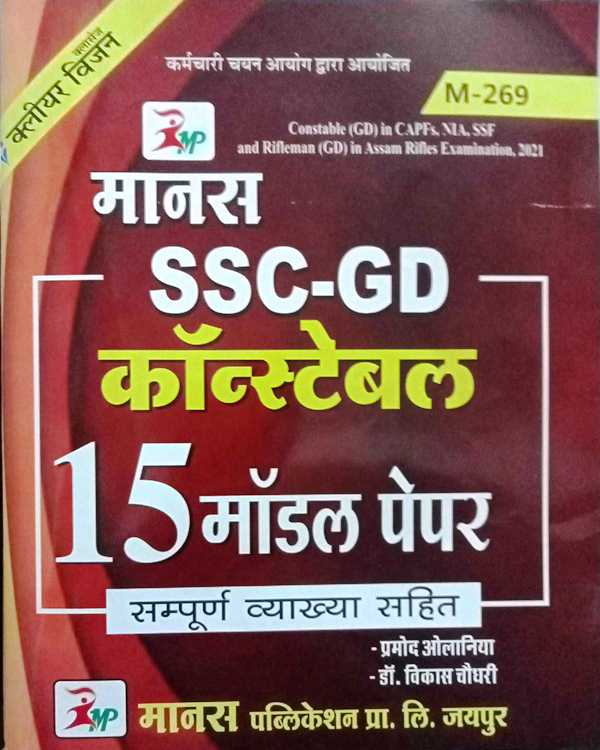 क्लासेज
क्लीयर विजन
कर्मचारी चयन आयोग द्वारा आयोजित
M-269
Constable (GD) in CAPFs, NIA, SSF
and Rifleman (GD) in Assam Rifles Examination, 2021
MP
मानस
SSC-GD
कॉन्स्टेबल
15 मॉडल पेपर
सम्पूर्ण व्याख्या सहित
- प्रमोद ओलानिया
- डॉ. विकास चौधरी
MP
मानस पब्लिकेशन प्रा. लि. जयपुर